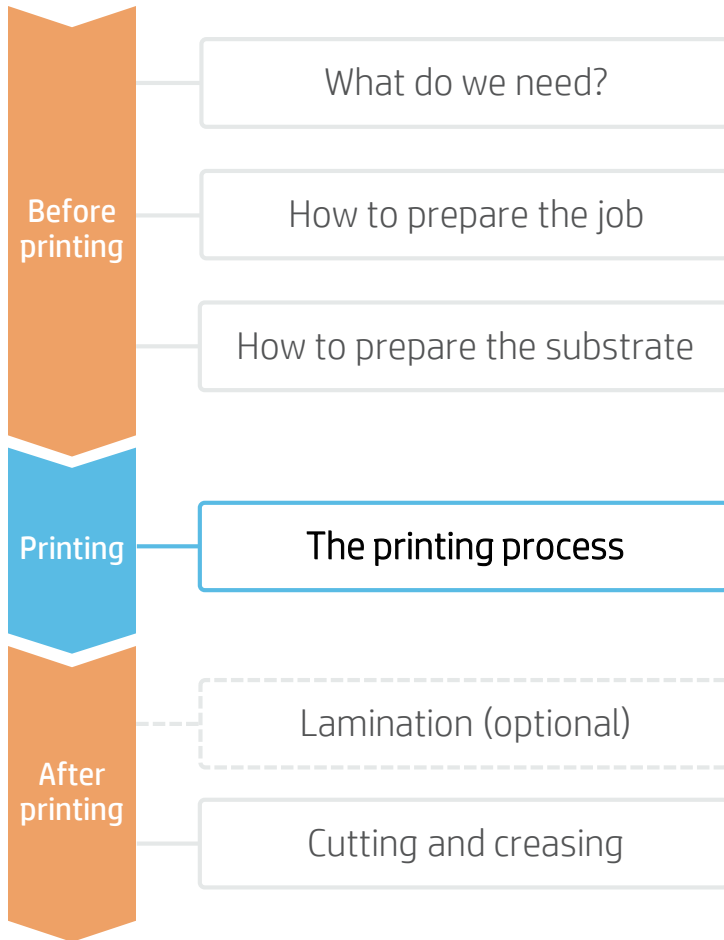 What do we need?
Before
printing
How to prepare the job
How to prepare the substrate
Printing
The printing process
Lamination (optional)
After
printing
Cutting and creasing